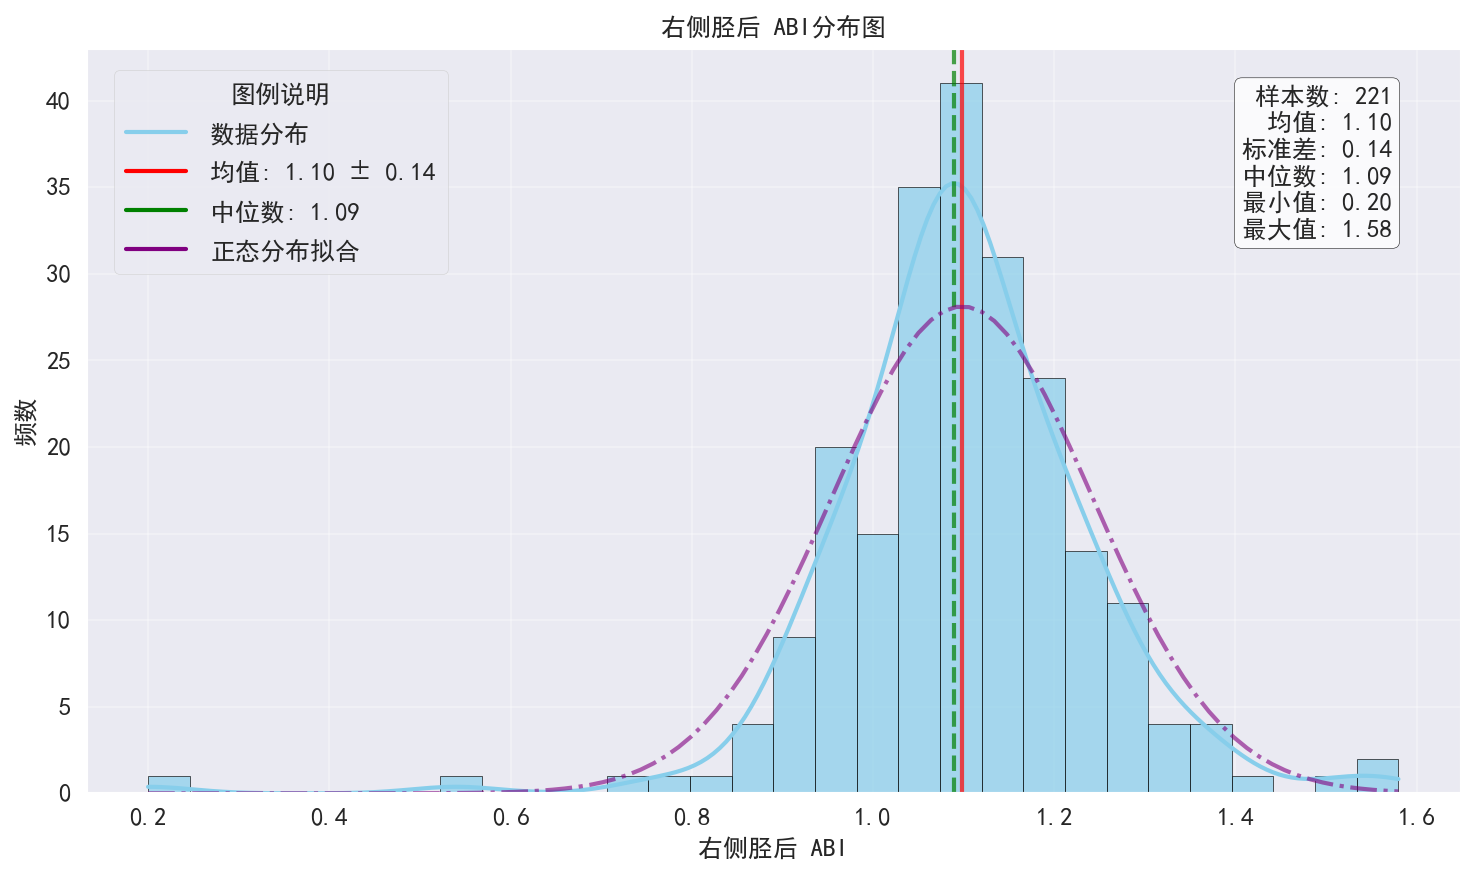 右侧胫后 ABI分布图
图例说明
数据分布
均值: 1.10 ± 0.14
中位数: 1.09
正态分布拟合
样本数: 221
均值: 1.10
标准差: 0.14
中位数: 1.09
最小值: 0.20
最大值: 1.58
频数
40
35
30
25
20
15
10
5
0
0.2 0.4 0.6 0.8 1.0 1.2 1.4 1.6
右侧胫后 ABI